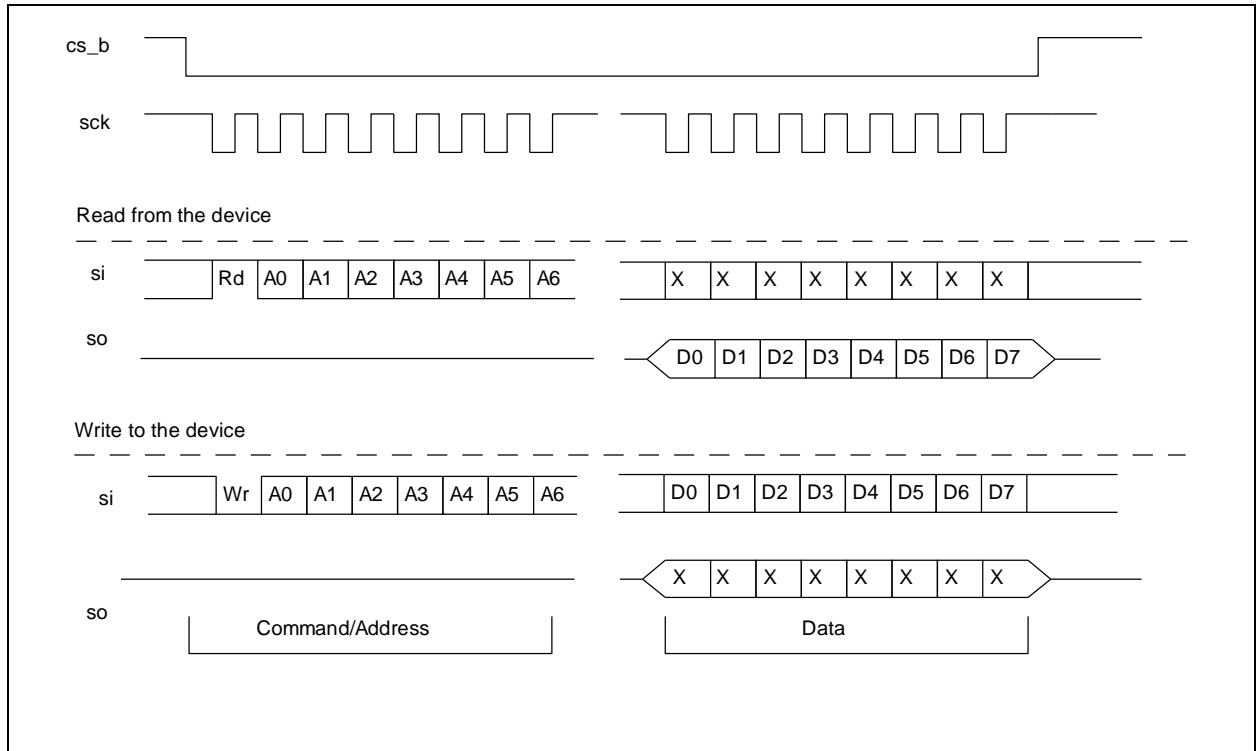 cs_b
sck
Read from the device
si Rd A0 A1 A2 A3 A4 A5 A6 X X X X X X X X
so D0 D1 D2 D3 D4 D5 D6 D7
Write to the device
si Wr A0 A1 A2 A3 A4 A5 A6 D0 D1 D2 D3 D4 D5 D6 D7
so X X X X X X X X
Command/Address Data